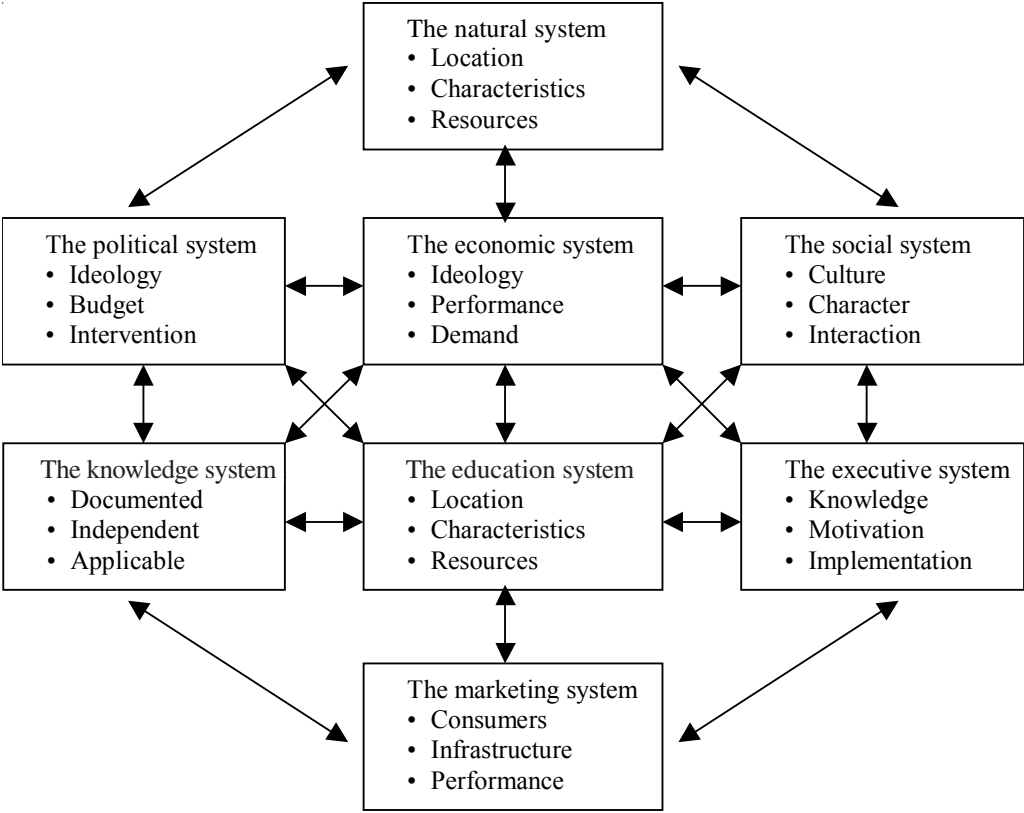 The natural system
• Location
• Characteristics
• Resources
The political system
• Ideology
• Budget
• Intervention
The economic system
• Ideology
• Performance
• Demand
The social system
• Culture
• Character
• Interaction
The knowledge system
• Documented
• Independent
• Applicable
The education system
• Location
• Characteristics
• Resources
The executive system
• Knowledge
• Motivation
• Implementation
The marketing system
• Consumers
• Infrastructure
• Performance